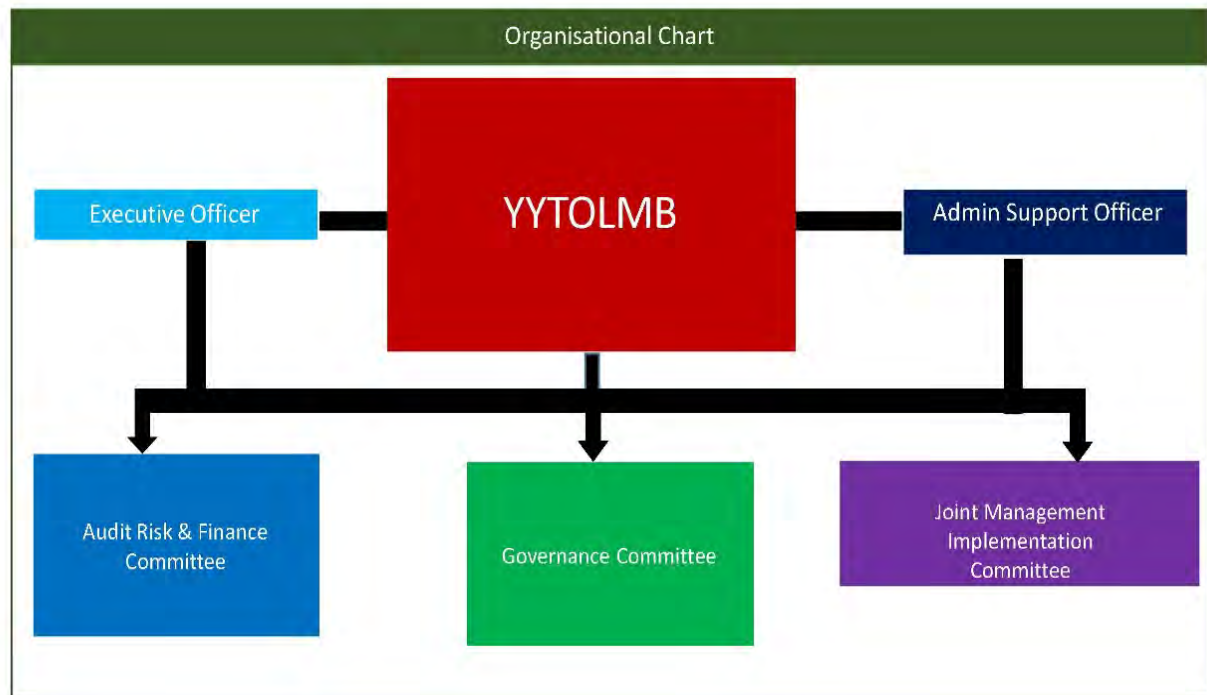 Organisational Chart
YYTOLMB
Executive Officer
Admin Support Officer
Audit Risk & Finance
Committee
Governance Committee
Joint Management
Implementation
Committee